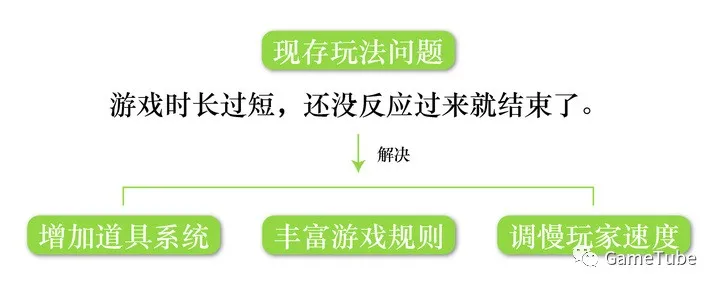 现存玩法问题
游戏时长过短，还没反应过来就结束了。
解决
增加道具系统
丰富游戏规则
调慢玩家速度
GameTube